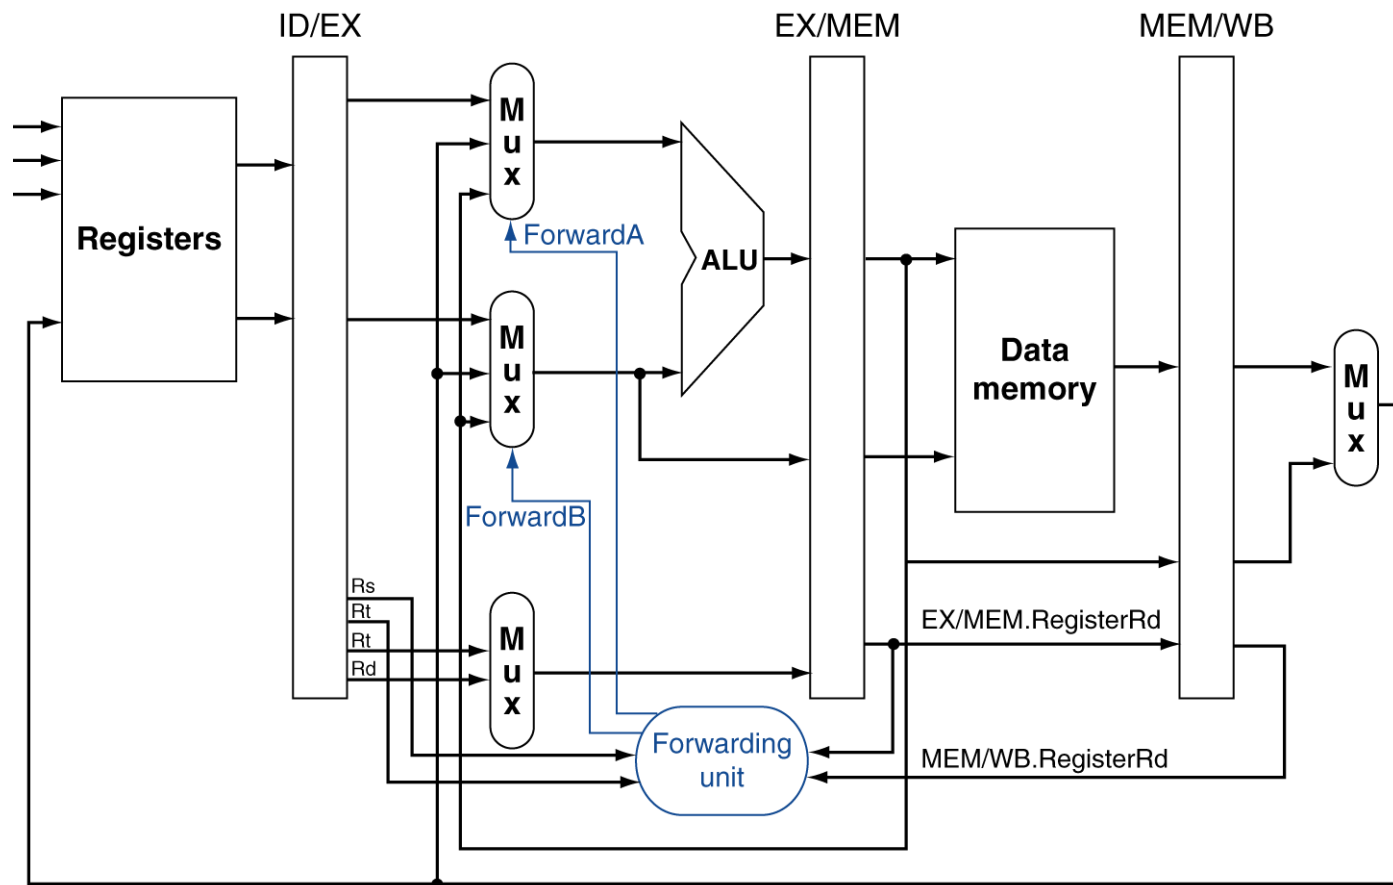 ID/EX
EX/MEM
MEM/WB
M
u
x
Registers
ForwardA
ALU
M
u
x
Data
memory
M
u
x
ForwardB
Rs
Rt
Rt
Rd
M
u
x
EX/MEM.RegisterRd
Forwarding
unit
MEM/WB.RegisterRd